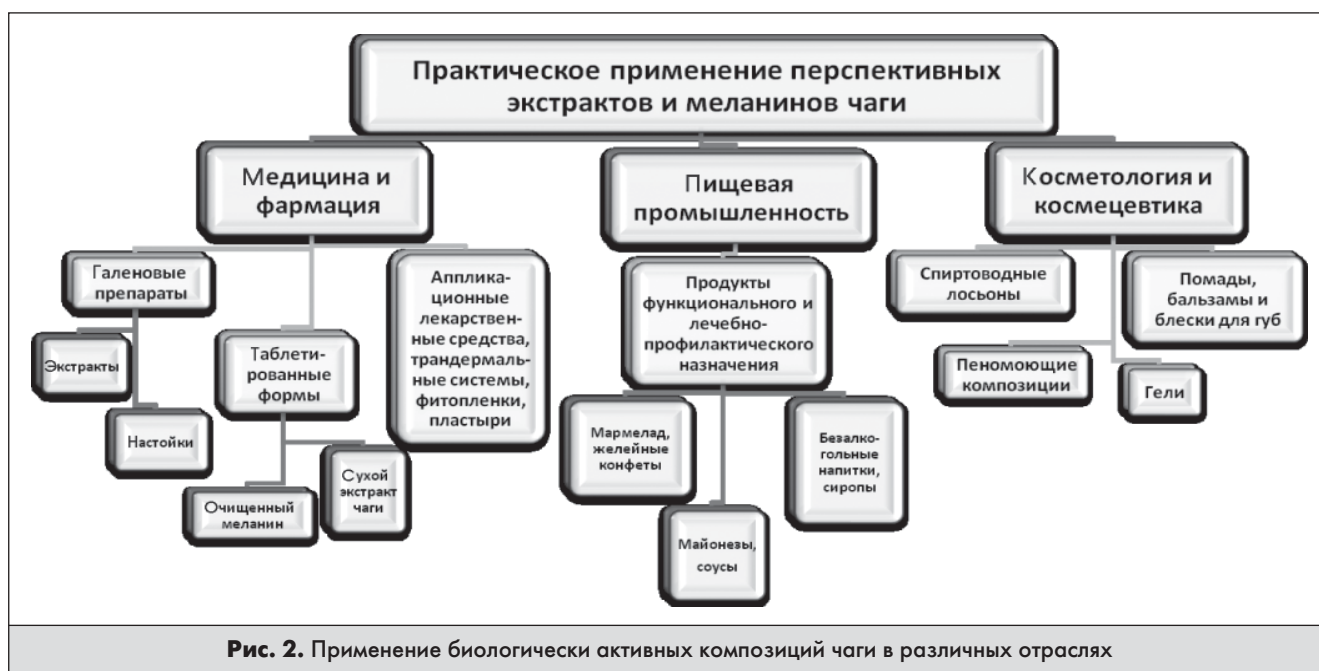 Практическое применение перспективных
экстрактов и меланинов чаги
Медицина и
фармация
Пищевая
промышленность
Косметология и
космецевтика
Галеновые
препараты
Экстракты
Настойки
Таблети-
рованные
формы
Очищенный
меланин
Сухой
экстракт
чаги
Апплика-
ционные
лекарствен-
ные средства,
трандермаль-
ные системы,
фитопленки,
пластыри
Продукты
функционального и
лечебно-
профилактического
назначения
Мармелад,
желейные
конфеты
Майонезы,
соусы
Безалко-
гольные
напитки,
сиропы
Спиртоводные
лосьоны
Помады,
бальзамы и
блески для губ
Пеномоющие
композиции
Гели
Рис. 2. Применение биологически активных композиций чаги в различных отраслях